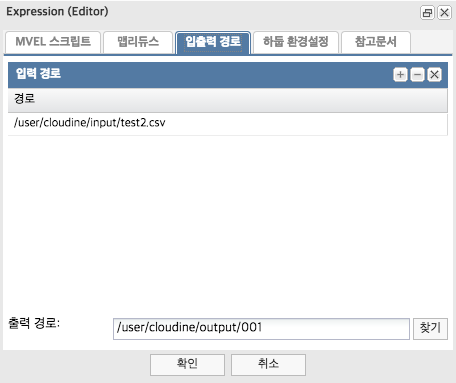 Expression (Editor)
MVEL 스크립트 맵리듀스 입출력 경로 하둡 환경설정 참고문서
입력 경로
경로
/user/cloudine/input/test2.csv
출력 경로: /user/cloudine/output/001 찾기
확인 취소